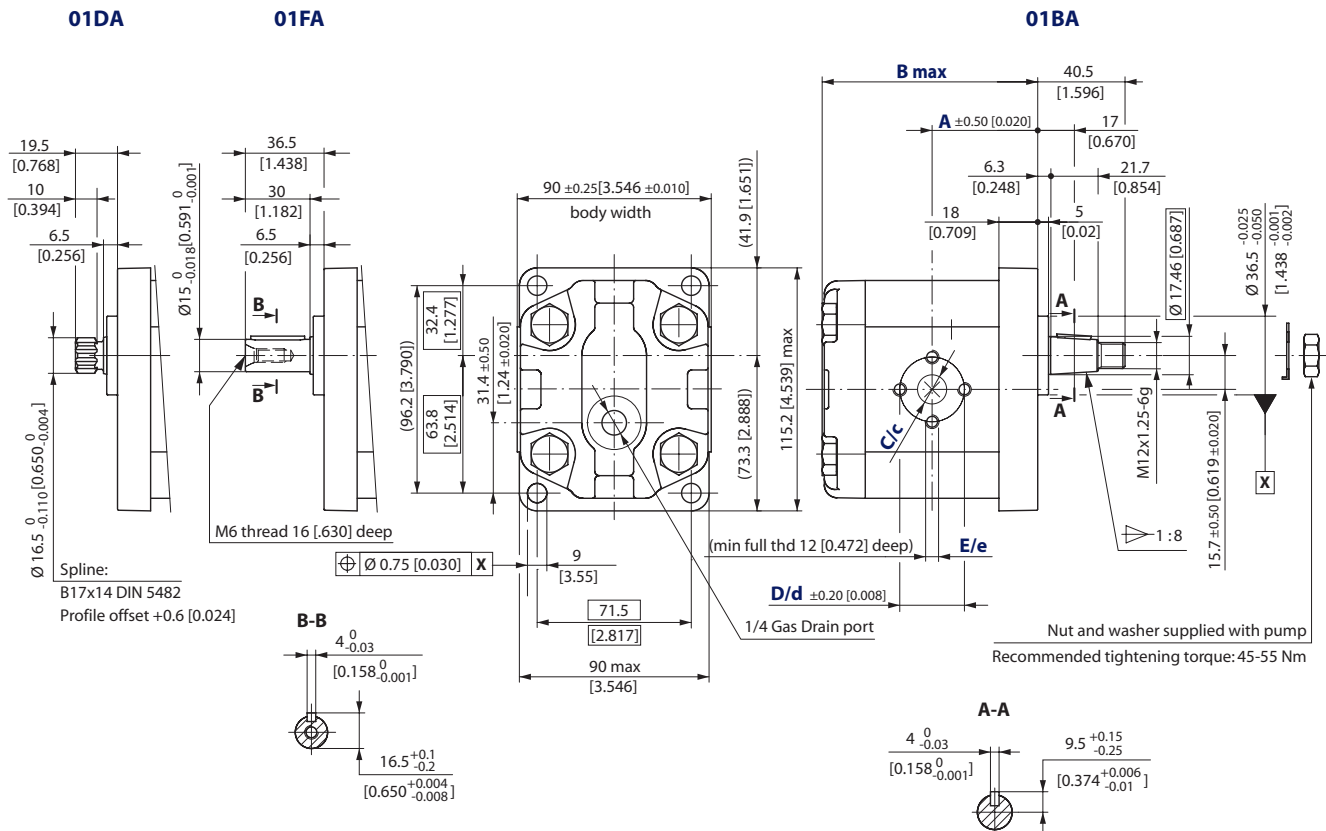 01DA
01FA
01BA
B max
40.5
[1.596]
A ±0.50 [0.020]
17
[0.670]
19.5
[0.768]
36.5
[1.438]
10
[0.394]
30
[1.182]
6.5
[0.256]
6.5
[0.256]
Ø15 0 -0.018 [0.591 0 -0.001]
90 ±0.25[3.546 ±0.010]
body width
(41.9 [1.651])
6.3
[0.248]
21.7
[0.854]
18
[0.709]
5
[0.02]
Ø 17.46 [0.687]
Ø 36.5 -0.025 -0.050
[1.438 -0.001 -0.002]
B
B
A
A
32.4
[1.277]
(96.2 [3.790])
63.8
[2.514]
31.4 ±0.50
[1.24 ±0.020]
115.2 [4.539] max
(73.3 [2.888])
C/c
M12x1.25-6g
15.7 ±0.50 [0.619 ±0.020]
X
1:8
Ø 16.5 0 -0.110 [0.650 0 -0.004]
M6 thread 16 [.630] deep
Ø 0.75 [0.030] X
9
[3.55]
(min full thd 12 [0.472] deep)
E/e
D/d ±0.20 [0.008]
Spline:
B17x14 DIN 5482
Profile offset +0.6 [0.024]
71.5
[2.817]
1/4 Gas Drain port
90 max
[3.546]
Nut and washer supplied with pump
Recommended tightening torque: 45-55 Nm
B-B
4 0 -0.03
[0.158 0 -0.001]
16.5 +0.1 -0.2
[0.650 +0.004 -0.008]
A-A
4 0 -0.03
[0.158 0 -0.001]
9.5 +0.15 -0.25
[0.374 +0.006 -0.01]